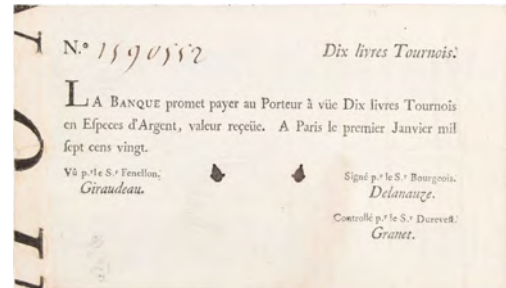 N.º 1590552 Dix livres Tournois.
LA BANQUE promet payer au Porteur à vüe Dix livres Tournois
en Eſpeces d'Argent, valeur reçeüe. A Paris le premier Janvier mil
ſept cens vingt.
Vû p.r le S.r Fenellon. Signé p.r le S.r Bourgeois.
Giraudeau. Delanauze.
Controllé p.r le S.r Dureveſt.
Granet.